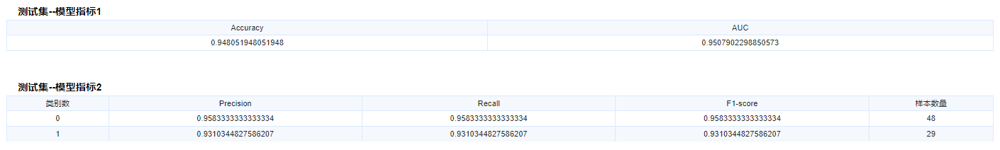 测试集--模型指标1
Accuracy AUC
0.948051948051948 0.9507902298850573
测试集--模型指标2
类别数 Precision Recall F1-score 样本数量
0 0.9583333333333334 0.9583333333333334 0.9583333333333334 48
1 0.9310344827586207 0.9310344827586207 0.9310344827586207 29